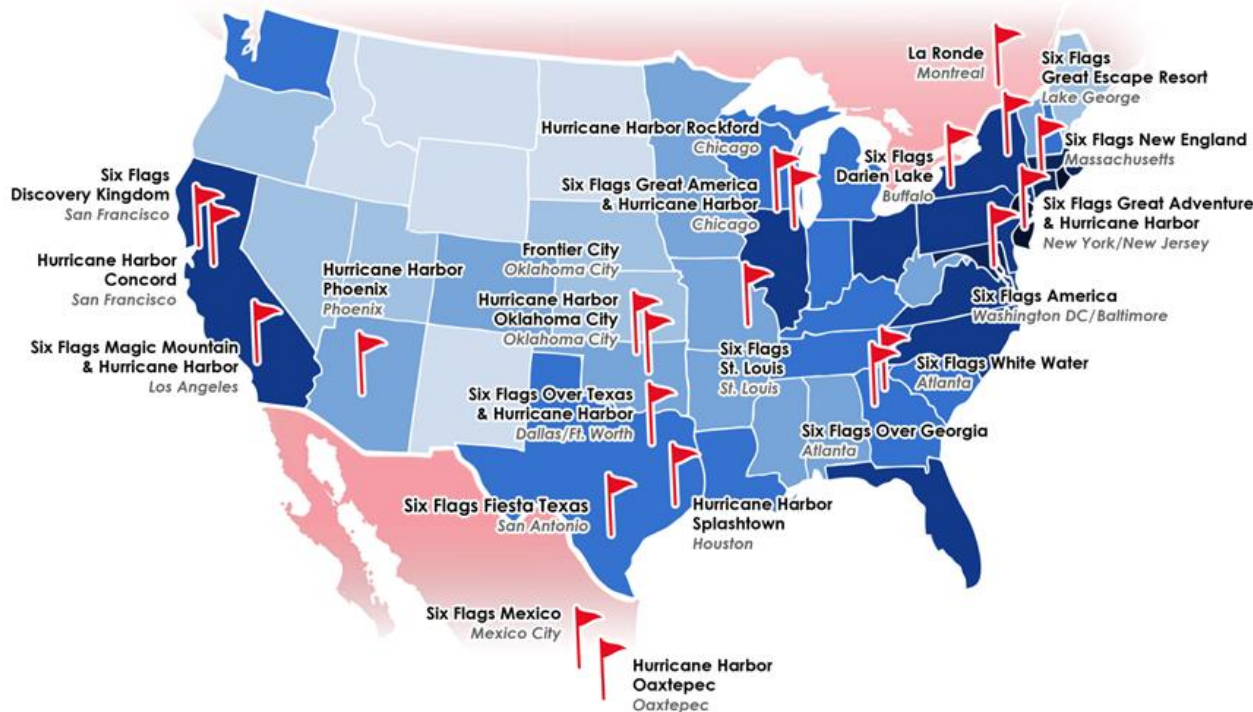 La Ronde
Montreal
Six Flags
Great Escape Resort
Lake George
Hurricane Harbor Rockford
Chicago
Six Flags New England
Massachusetts
Six Flags
Darien Lake
Buffalo
Six Flags
Discovery Kingdom
San Francisco
Six Flags Great America
& Hurricane Harbor
Chicago
Six Flags Great Adventure
& Hurricane Harbor
New York/New Jersey
Hurricane Harbor
Concord
San Francisco
Hurricane Harbor
Phoenix
Phoenix
Frontier City
Oklahoma City
Hurricane Harbor
Oklahoma City
Oklahoma City
Six Flags America
Washington DC/Baltimore
Six Flags Magic Mountain
& Hurricane Harbor
Los Angeles
Six Flags
St. Louis
St. Louis
Six Flags White Water
Atlanta
Six Flags Over Texas
& Hurricane Harbor
Dallas/Ft. Worth
Six Flags Over Georgia
Atlanta
Six Flags Fiesta Texas
San Antonio
Hurricane Harbor
Splashtown
Houston
Six Flags Mexico
Mexico City
Hurricane Harbor
Oaxtepec
Oaxtepec